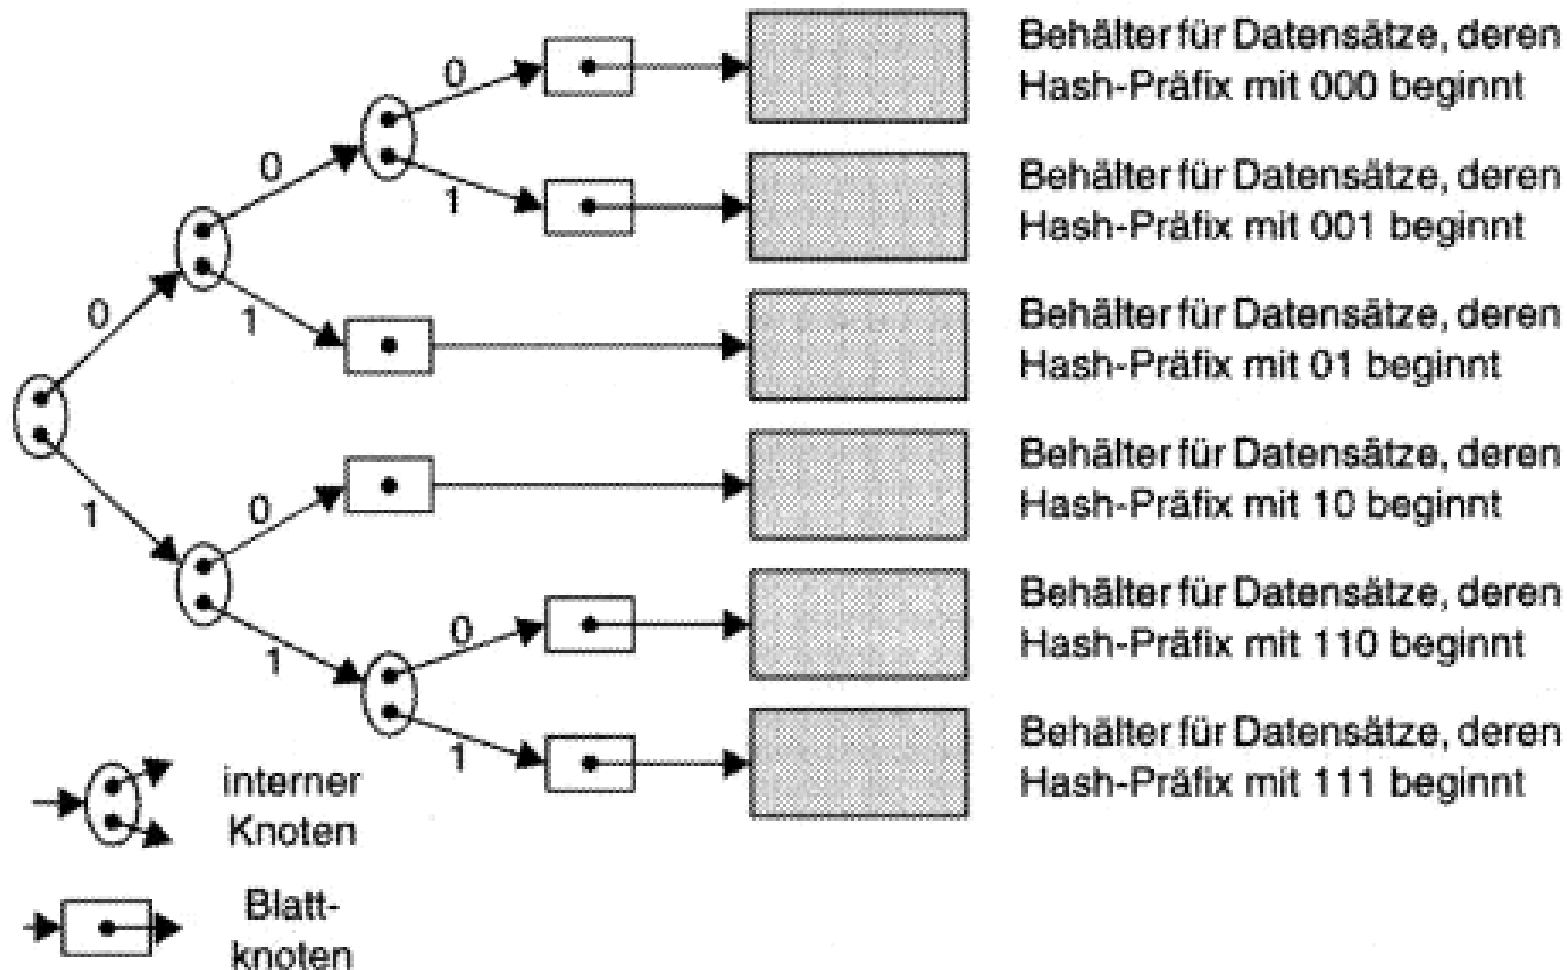 0
Behälter für Datensätze, deren
Hash-Präfix mit 000 beginnt
0
1
Behälter für Datensätze, deren
Hash-Präfix mit 001 beginnt
0
1
Behälter für Datensätze, deren
Hash-Präfix mit 01 beginnt
1
0
Behälter für Datensätze, deren
Hash-Präfix mit 10 beginnt
1
0
Behälter für Datensätze, deren
Hash-Präfix mit 110 beginnt
1
Behälter für Datensätze, deren
Hash-Präfix mit 111 beginnt
interner
Knoten
Blatt-
knoten